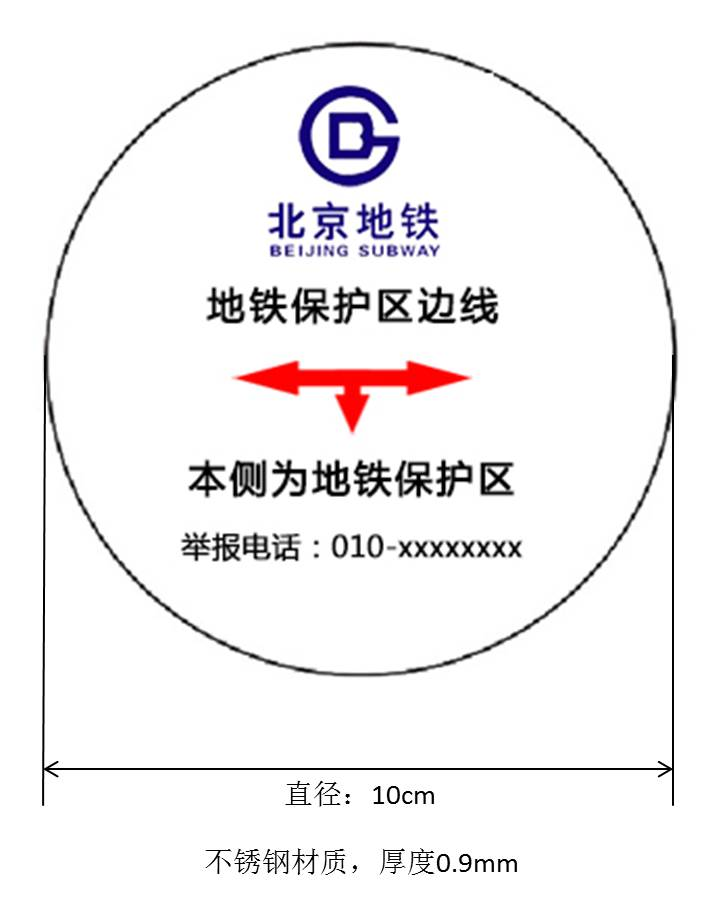 北京地铁
BEIJING SUBWAY
地铁保护区边线
本侧为地铁保护区
举报电话：010-xxxxxxxx
直径：10cm
不锈钢材质，厚度0.9mm